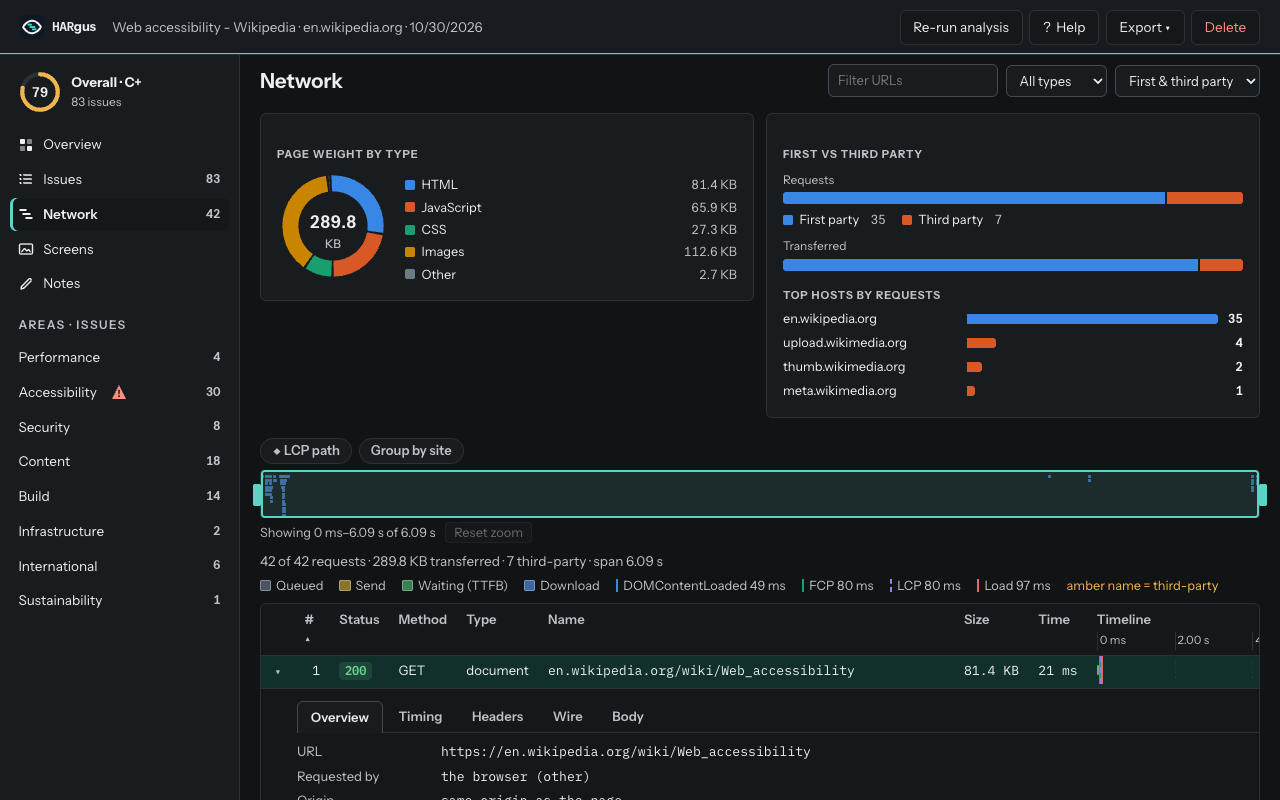 HARgus Web accessibility - Wikipedia · en.wikipedia.org · 10/30/2026 Re-run analysis ? Help Export ▾ Delete
79 Overall · C+
83 issues
Overview
Issues 83
Network 42
Screens
Notes
AREAS · ISSUES
Performance 4
Accessibility 30
Security 8
Content 18
Build 14
Infrastructure 2
International 6
Sustainability 1
Network Filter URLs All types First & third party
PAGE WEIGHT BY TYPE
289.8
KB
HTML 81.4 KB
JavaScript 65.9 KB
CSS 27.3 KB
Images 112.6 KB
Other 2.7 KB
FIRST VS THIRD PARTY
Requests
First party 35 Third party 7
Transferred
TOP HOSTS BY REQUESTS
en.wikipedia.org 35
upload.wikimedia.org 4
thumb.wikimedia.org 2
meta.wikimedia.org 1
◆ LCP path Group by site
Showing 0 ms–6.09 s of 6.09 s Reset zoom
42 of 42 requests · 289.8 KB transferred · 7 third-party · span 6.09 s
Queued Send Waiting (TTFB) Download DOMContentLoaded 49 ms FCP 80 ms LCP 80 ms Load 97 ms amber name = third-party
# ▴ Status Method Type Name Size Time Timeline
0 ms 2.00 s
▾ 1 200 GET document en.wikipedia.org/wiki/Web_accessibility 81.4 KB 21 ms
Overview Timing Headers Wire Body
URL https://en.wikipedia.org/wiki/Web_accessibility
Requested by the browser (other)
Origin same-origin as the page